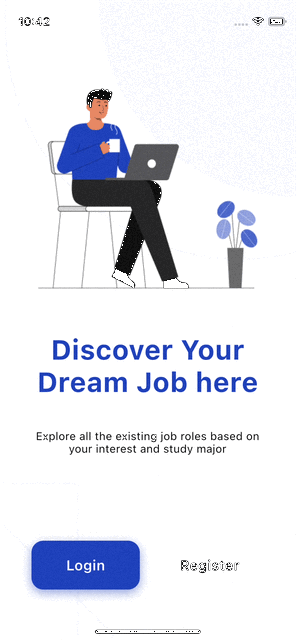 10:42
Discover Your
Dream Job here
Explore all the existing job roles based on
your interest and study major
Login
Register